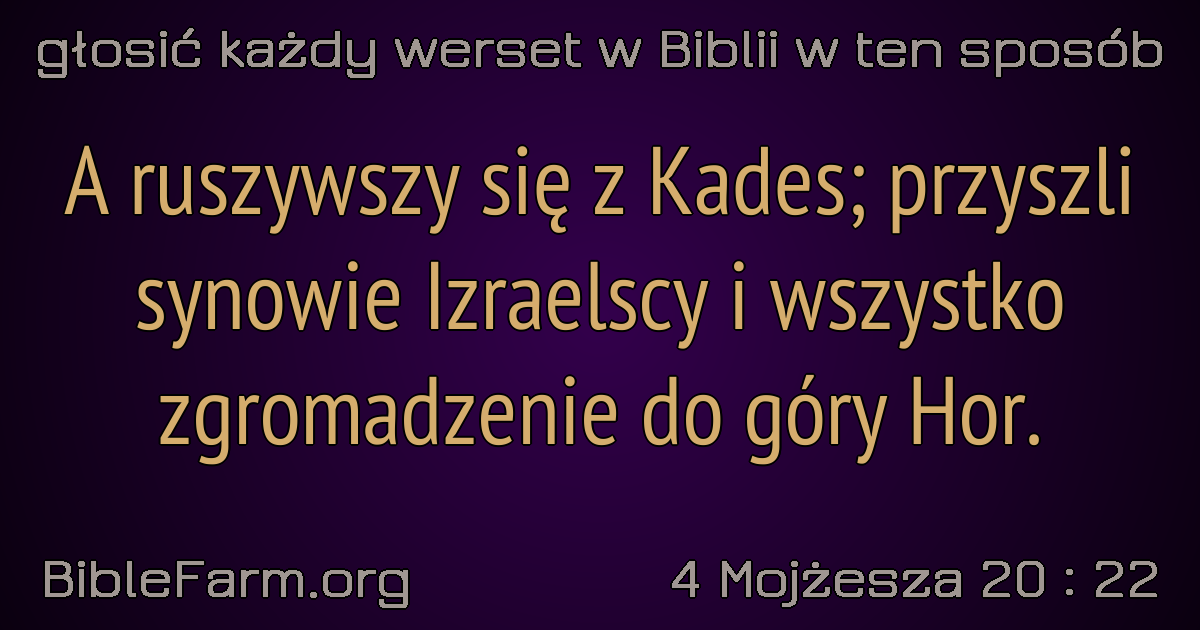 głosić każdy werset w Biblii w ten sposób
A ruszywszy się z Kades; przyszli
synowie Izraelscy i wszystko
zgromadzenie do góry Hor.
BibleFarm.org
4 Mojżesza 20 : 22